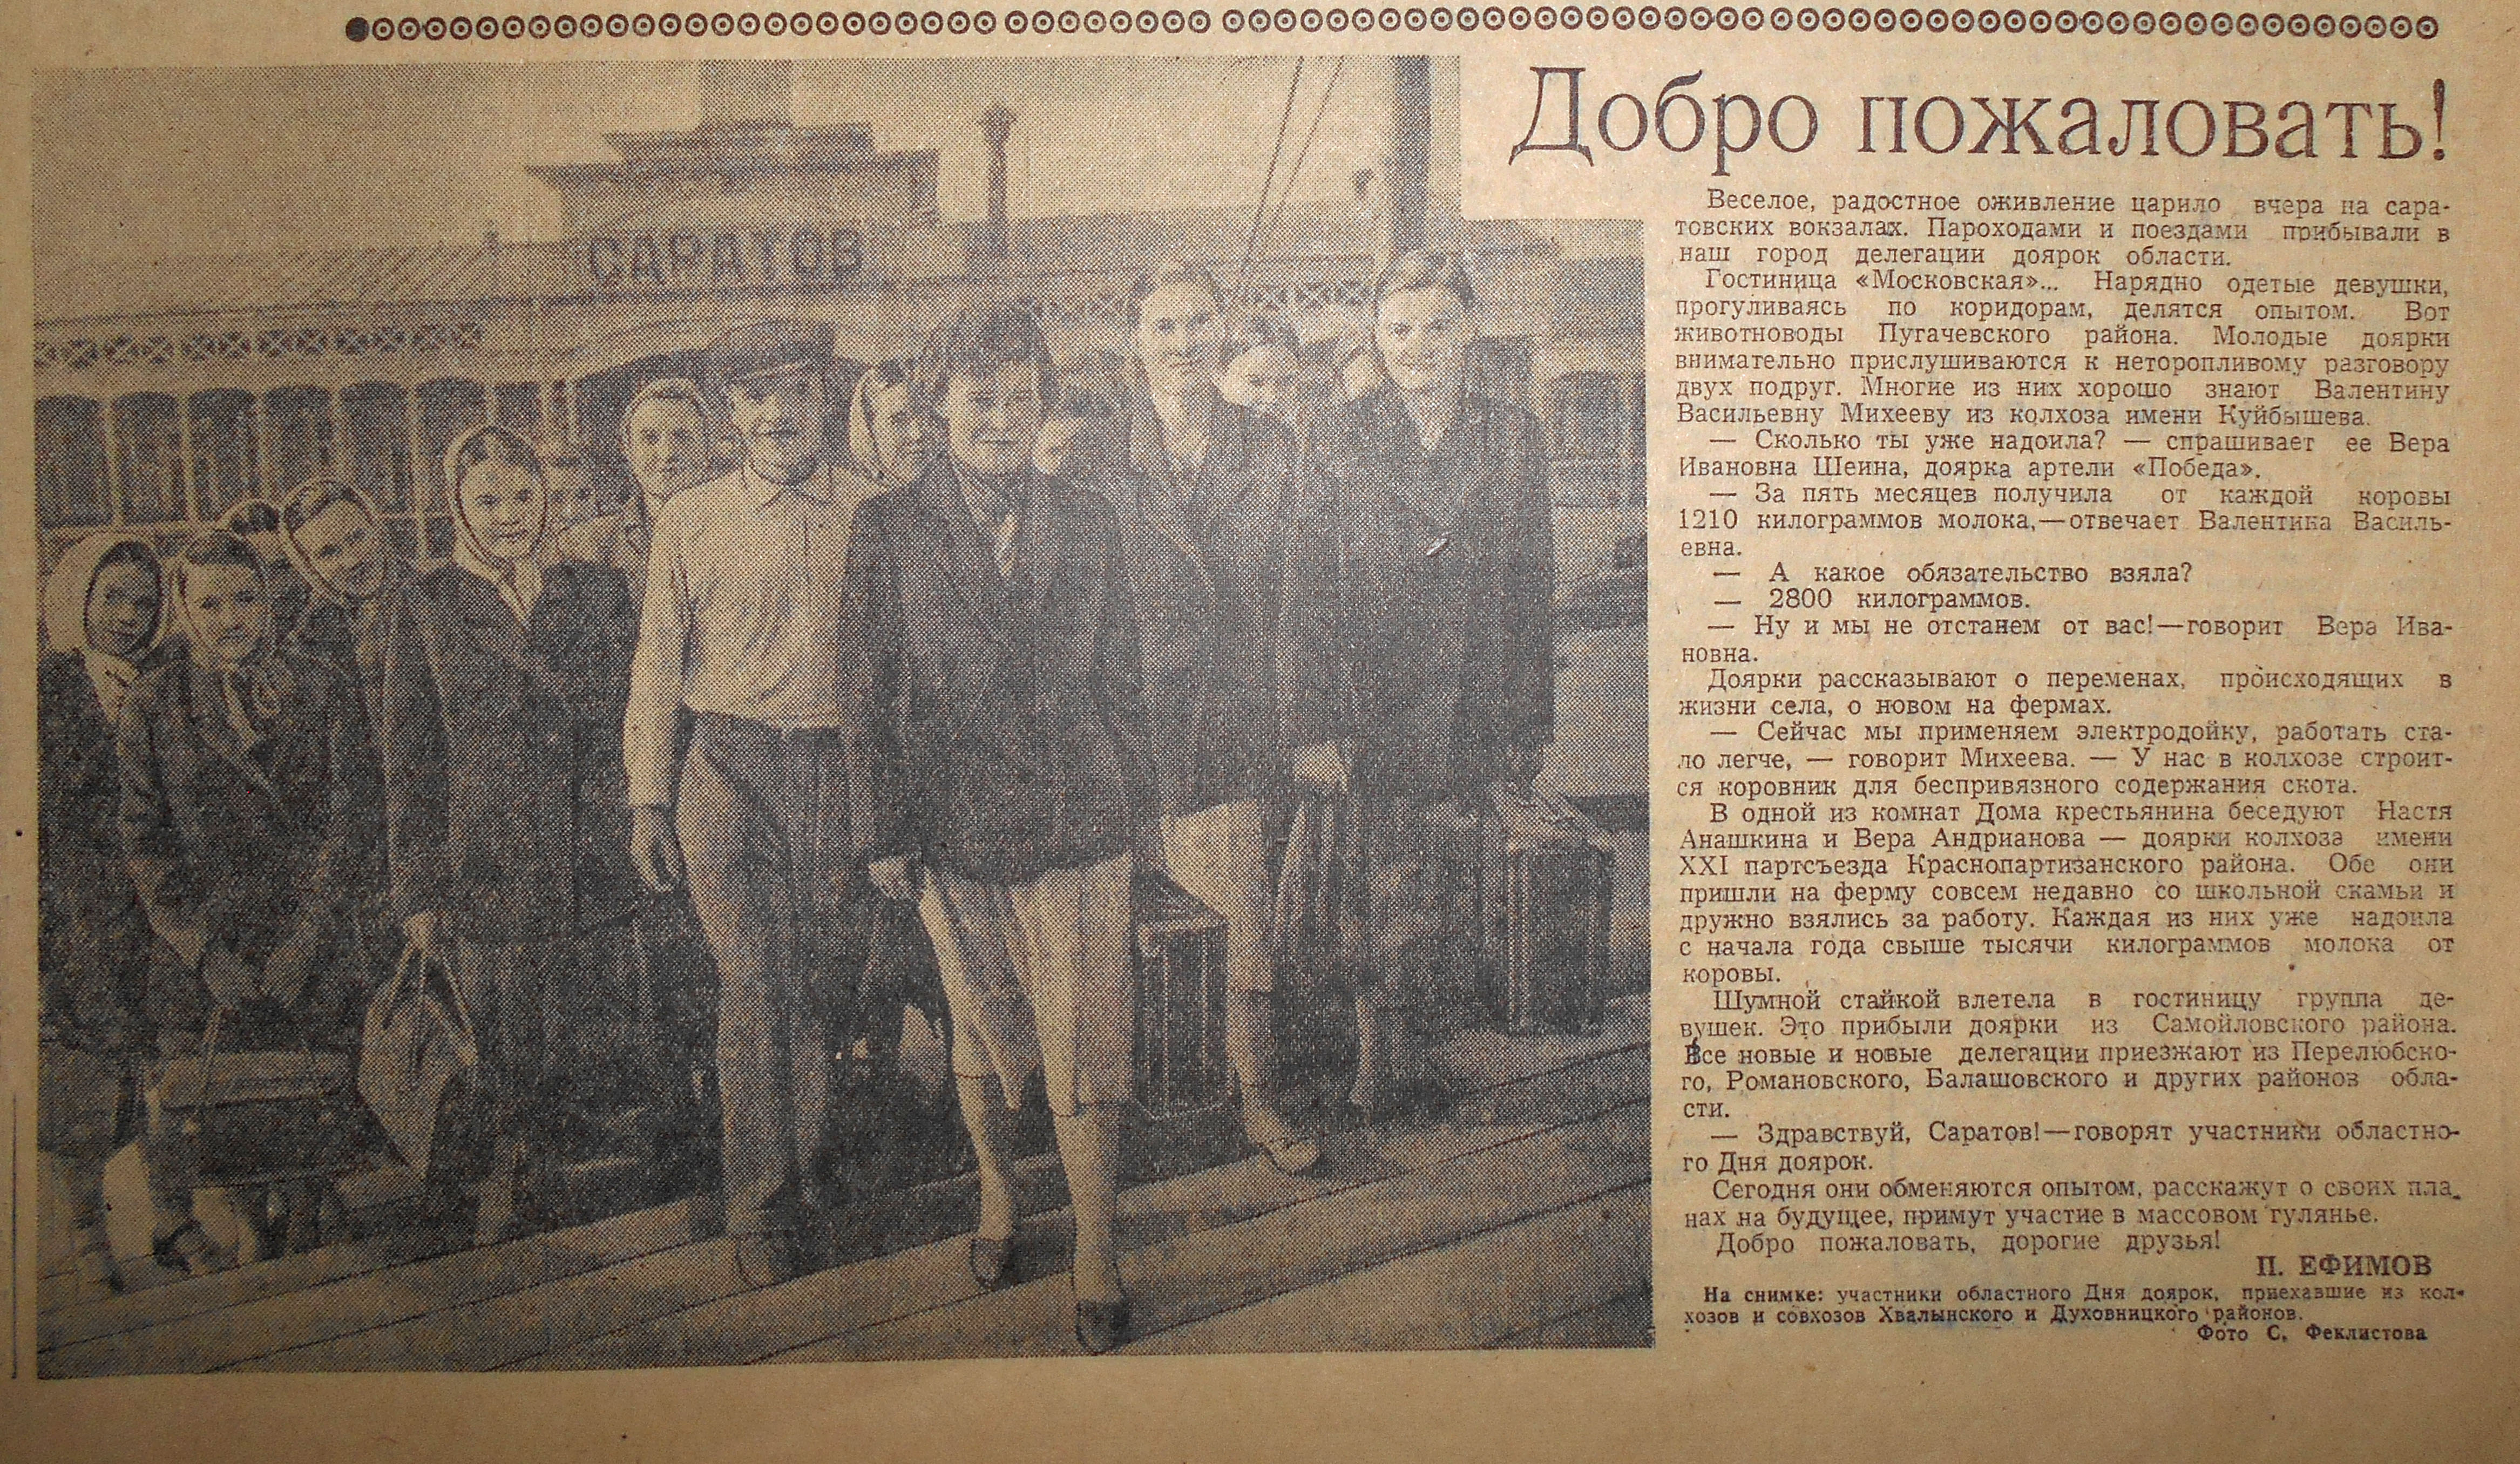 САРАТОВ
Добро пожаловать!
Веселое, радостное оживление царило вчера на сара-
товских вокзалах. Пароходами и поездами прибывали в
наш город делегации доярок области.
Гостиница «Московская»... Нарядно одетые девушки,
прогуливаясь по коридорам, делятся опытом. Вот
животноводы Пугачевского района. Молодые доярки
внимательно прислушиваются к неторопливому разговору
двух подруг. Многие из них хорошо знают Валентину
Васильевну Михееву из колхоза имени Куйбышева.
— Сколько ты уже надоила? — спрашивает ее Вера
Ивановна Шеина, доярка артели «Победа».
— За пять месяцев получила от каждой коровы
1210 килограммов молока,—отвечает Валентина Василь-
евна.
— А какое обязательство взяла?
— 2800 килограммов.
— Ну и мы не отстанем от вас!—говорит Вера Ива-
новна.
Доярки рассказывают о переменах, происходящих в
жизни села, о новом на фермах.
— Сейчас мы применяем электродойку, работать ста-
ло легче, — говорит Михеева. — У нас в колхозе строит-
ся коровник для беспривязного содержания скота.
В одной из комнат Дома крестьянина беседуют Настя
Анашкина и Вера Андрианова — доярки колхоза имени
XXI партсъезда Краснопартизанского района. Обе они
пришли на ферму совсем недавно со школьной скамьи и
дружно взялись за работу. Каждая из них уже надоила
с начала года свыше тысячи килограммов молока от
коровы.
Шумной стайкой влетела в гостиницу группа де-
вушек. Это прибыли доярки из Самойловского района.
Все новые и новые делегации приезжают из Перелюбско-
го, Романовского, Балашовского и других районов обла-
сти.
— Здравствуй, Саратов!—говорят участники областно-
го Дня доярок.
Сегодня они обменяются опытом, расскажут о своих пла-
нах на будущее, примут участие в массовом гулянье.
Добро пожаловать, дорогие друзья!
П. ЕФИМОВ
На снимке: участники областного Дня доярок, приехавшие из кол-
хозов и совхозов Хвалынского и Духовницкого районов.
Фото С. Феклистова